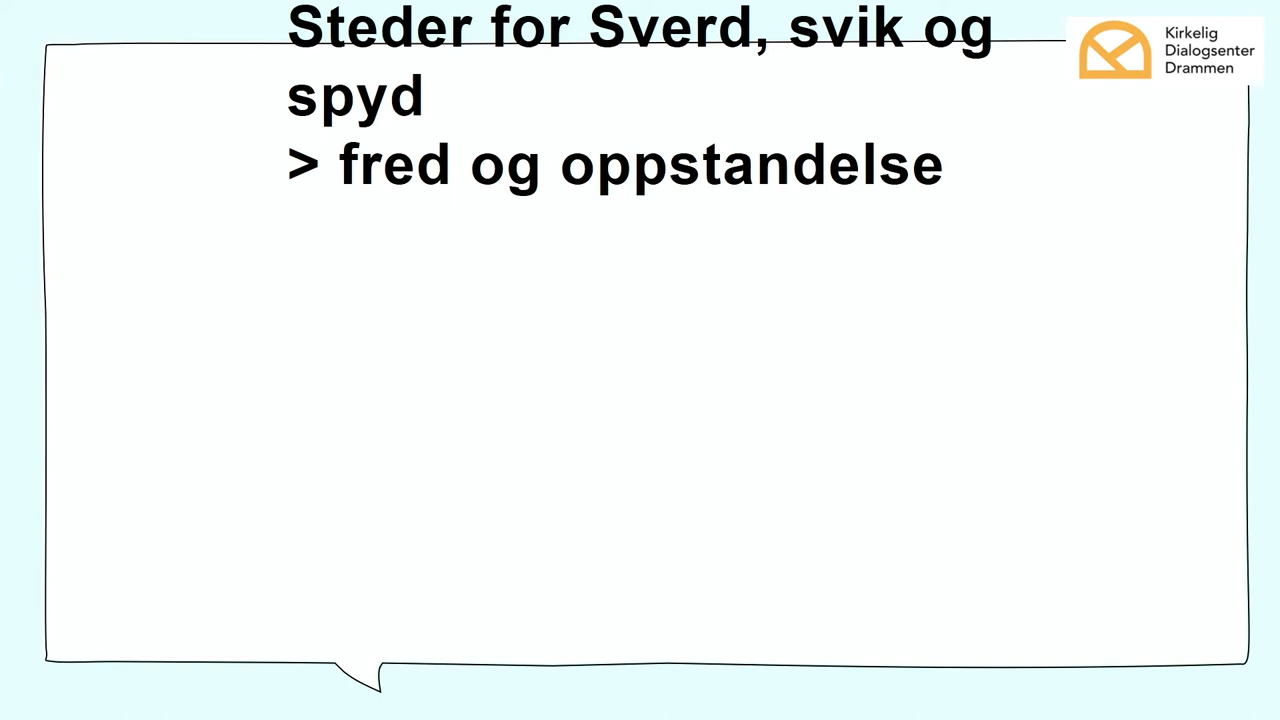 Steder for Sverd, svik og
spyd
> fred og oppstandelse
Kirkelig
Dialogsenter
Drammen